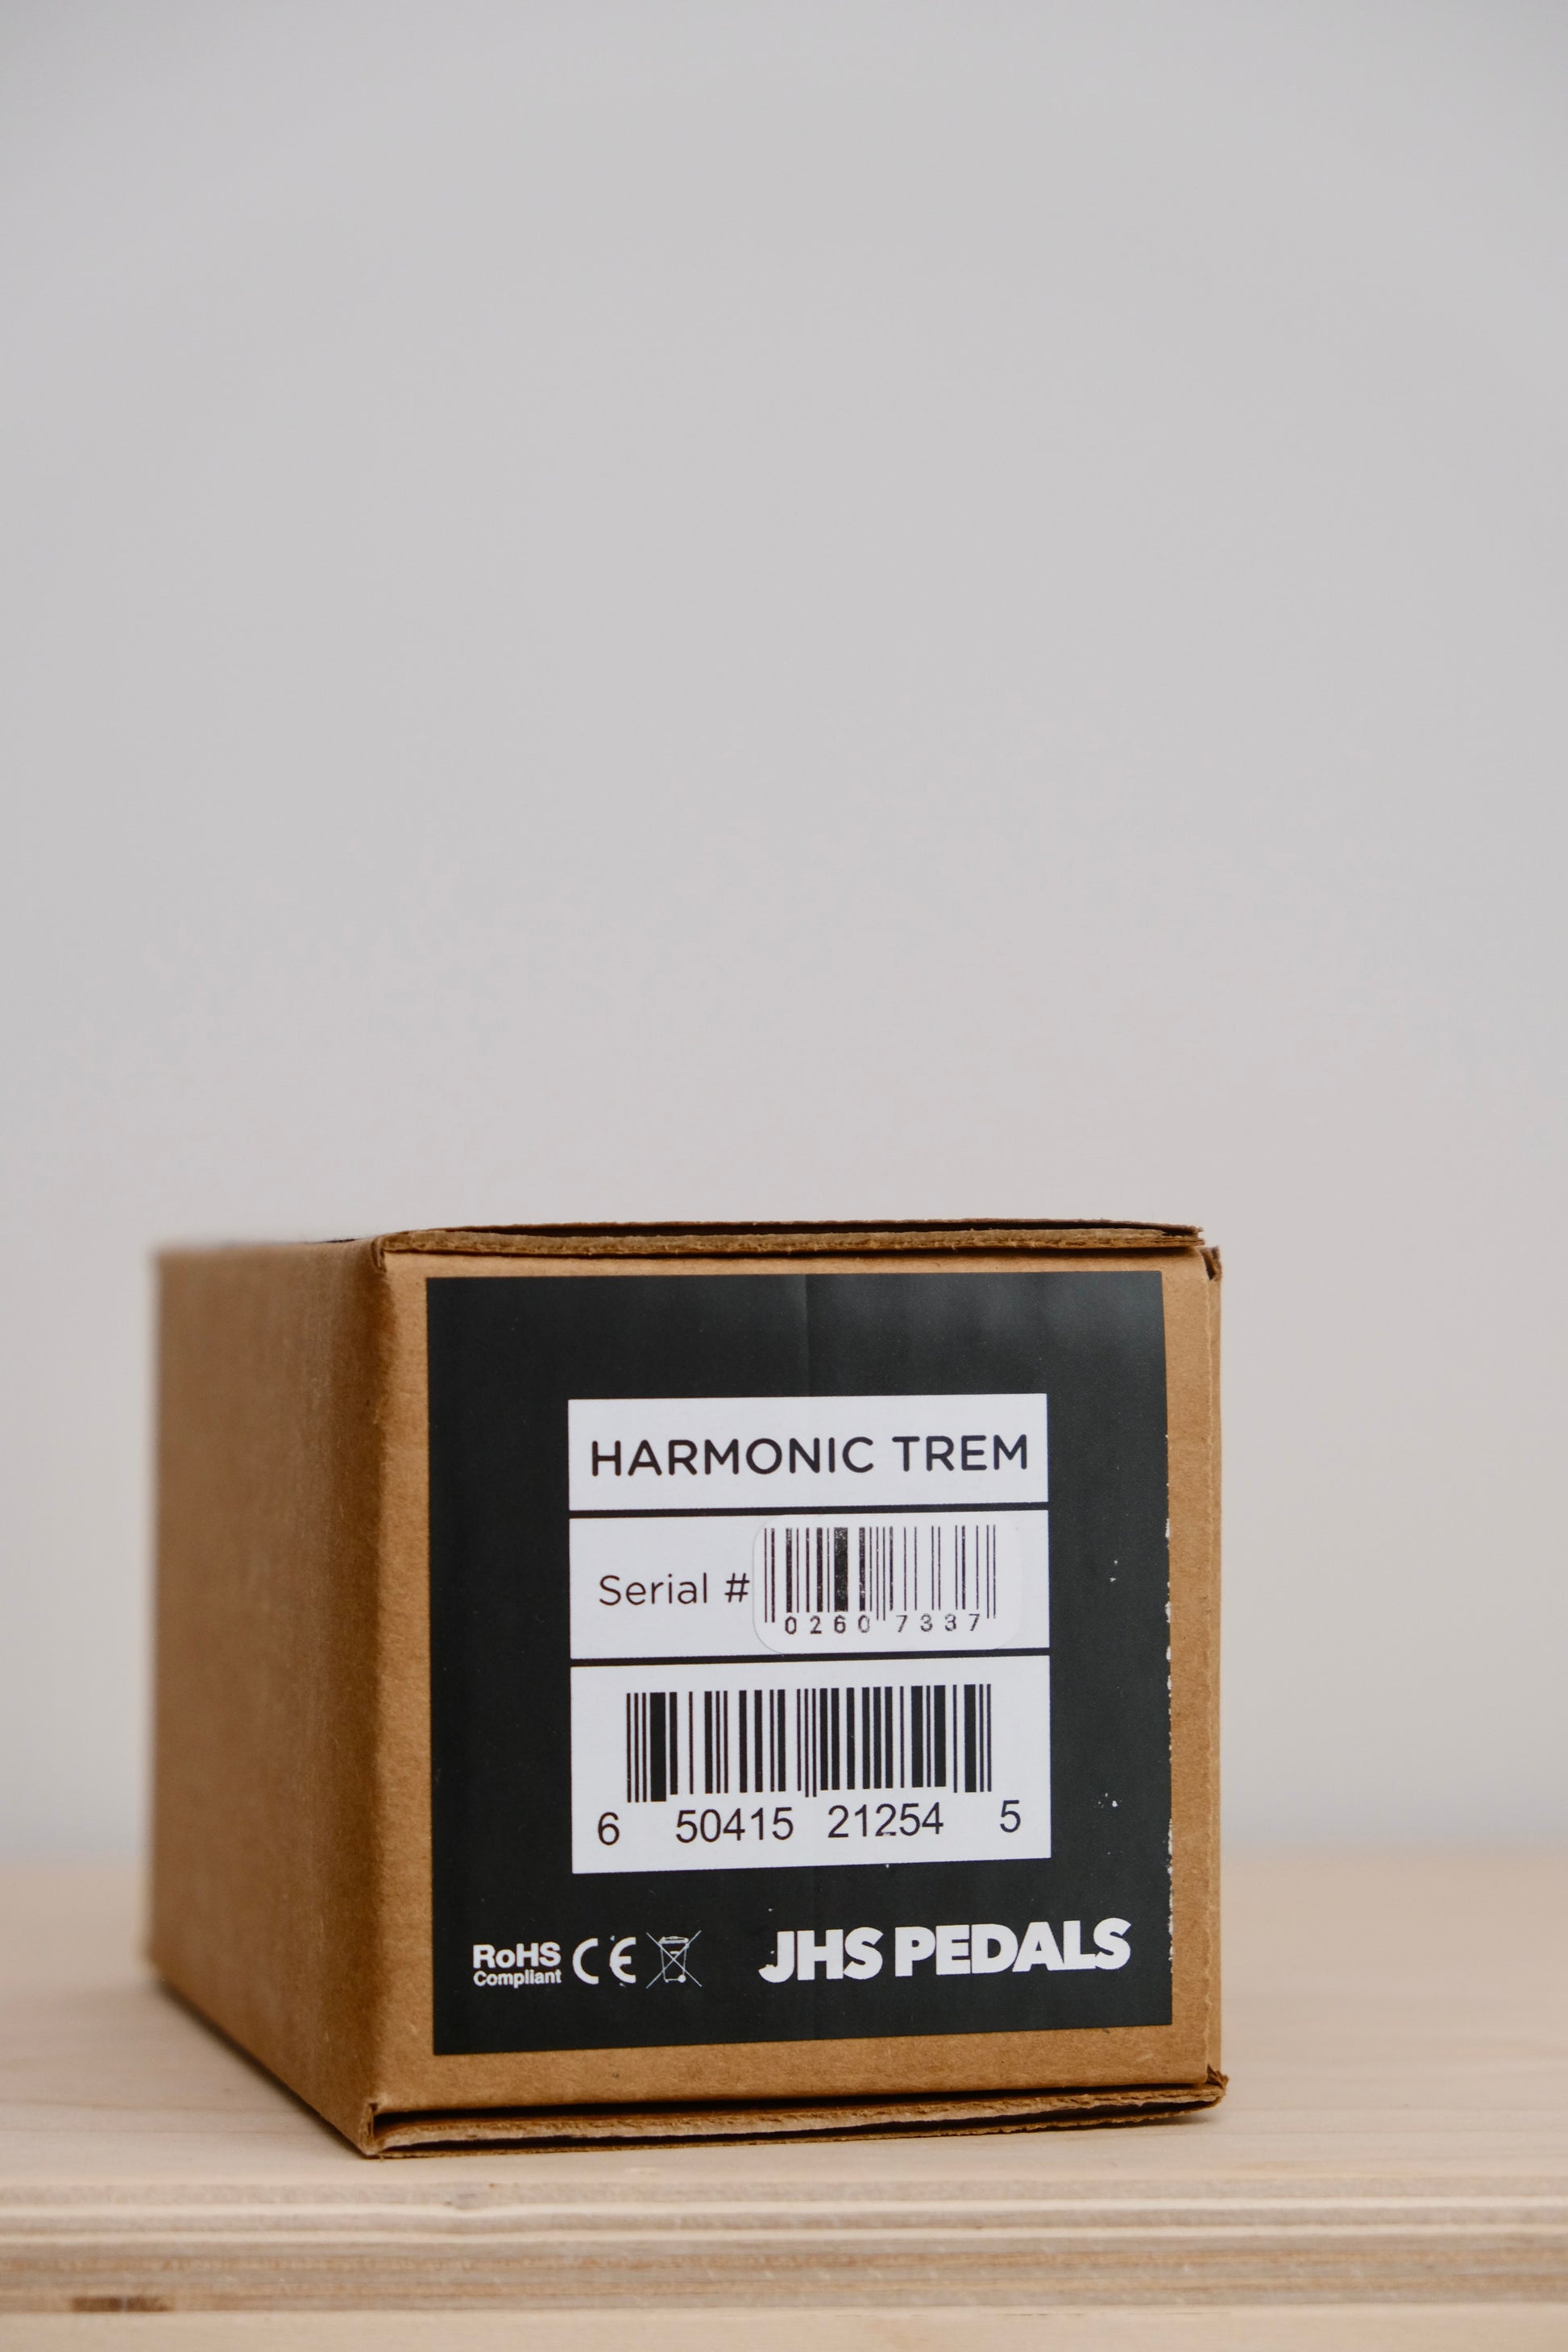 HARMONIC TREM
Serial #
0260 7337
6 50415 21254 5
RoHS
Compliant
CE
JHS PEDALS